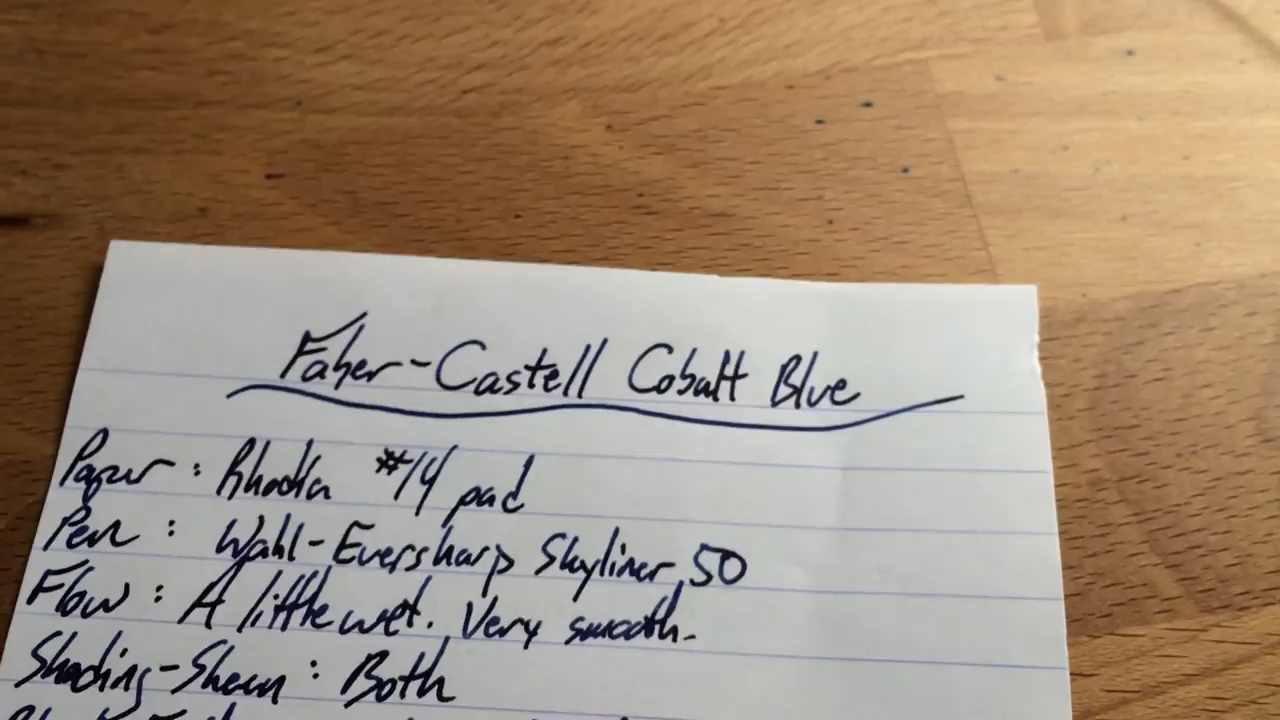 Faber-Castell Cobalt Blue
Paper: Rhodia #14 pad
Pen: Wahl-Eversharp Skyliner 50
Flow: A little wet. Very smooth.
Shading-Sheen: Both